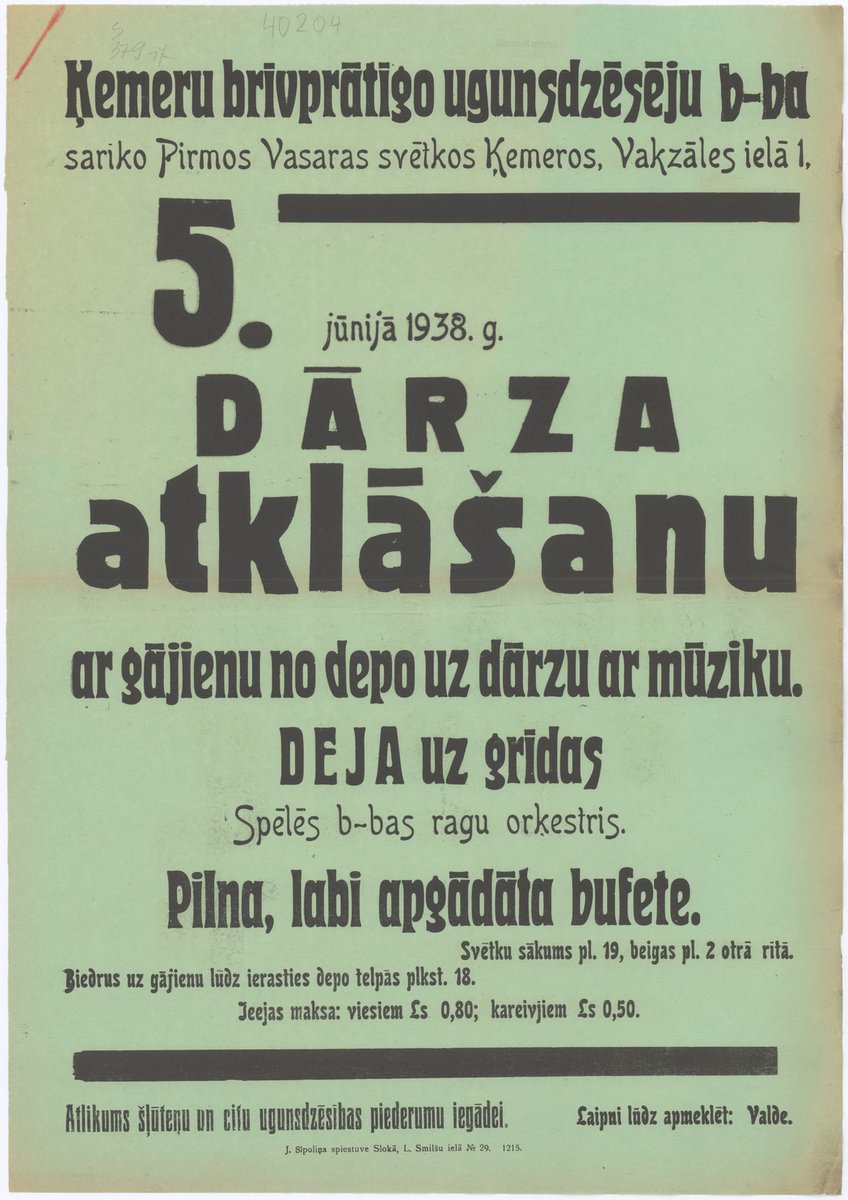 40204
Ķemeru brīvprātīgo ugunsdzēsēju b-ba
sarīko Pirmos Vasaras svētkos Ķemeros, Vakzāles ielā 1,
5. jūnijā 1938. g.
DĀRZA
atklāšanu
ar gājienu no depo uz dārzu ar mūziku.
DEJA uz grīdas
Spēlēs b-bas ragu orķestris.
Pilna, labi apgādāta bufete.
Svētku sākums pl. 19, beigas pl. 2 otrā rītā.
Biedrus uz gājienu lūdz ierasties depo telpās plkst. 18.
Ieejas maksa: viesiem Ls 0,80; kareivjiem Ls 0,50.
Atlikums šļūteņu un citu ugunsdzēsības piederumu iegādei.
Laipni lūdz apmeklēt: Valde.
J. Sīpoliņa spiestuve Slokā, L. Smilšu ielā № 29. 1215.